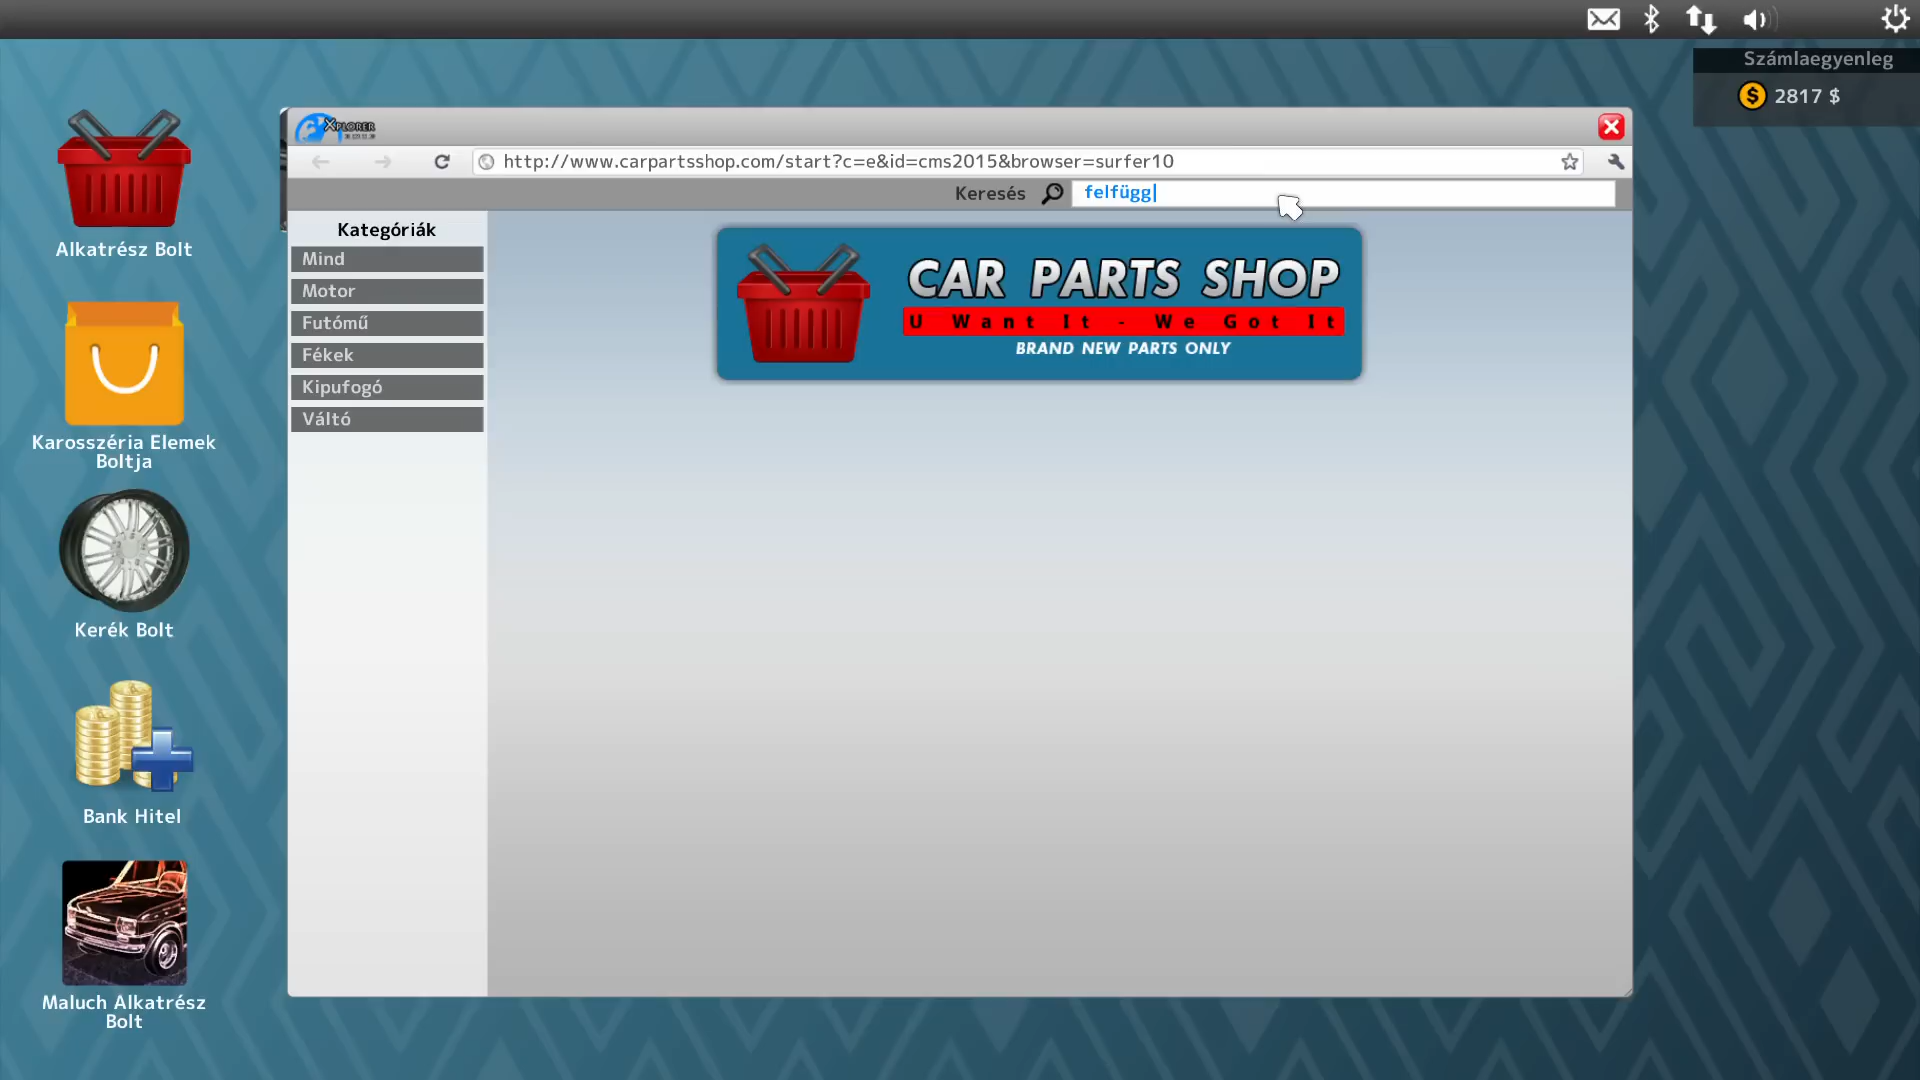 Számlaegyenleg
2817 $
Alkatrész Bolt
Karosszéria Elemek
Boltja
Kerék Bolt
Bank Hitel
Maluch Alkatrész
Bolt
XPLORER
http://www.carpartsshop.com/start?c=e&id=cms2015&browser=surfer10
Keresés felfügg
Kategóriák
Mind
Motor
Futómű
Fékek
Kipufogó
Váltó
CAR PARTS SHOP
U Want It - We Got It
BRAND NEW PARTS ONLY